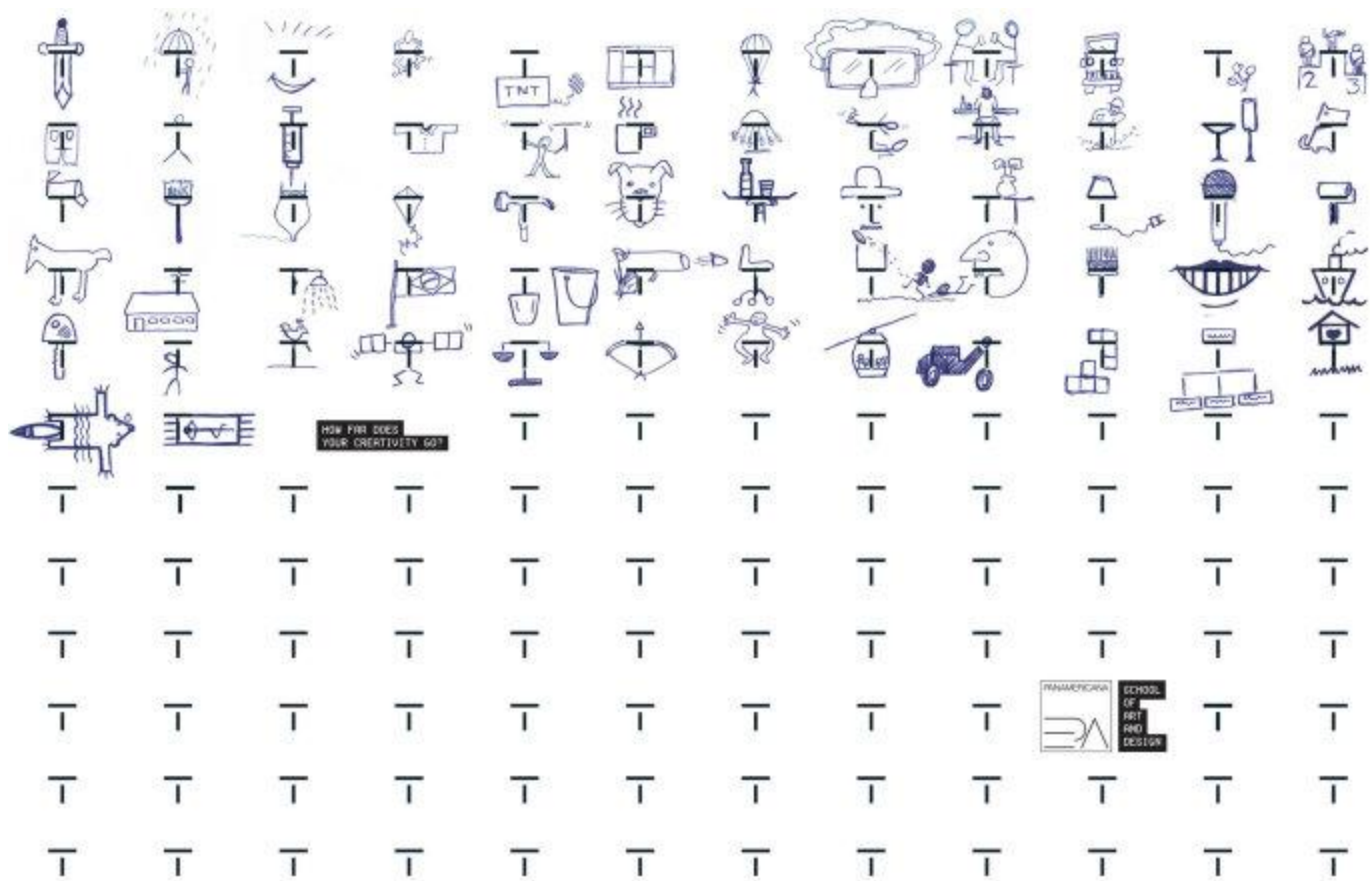 TNT
2 3
HOW FAR DOES
YOUR CREATIVITY GO?
PANAMERICANA
SCHOOL
OF
ART
AND
DESIGN